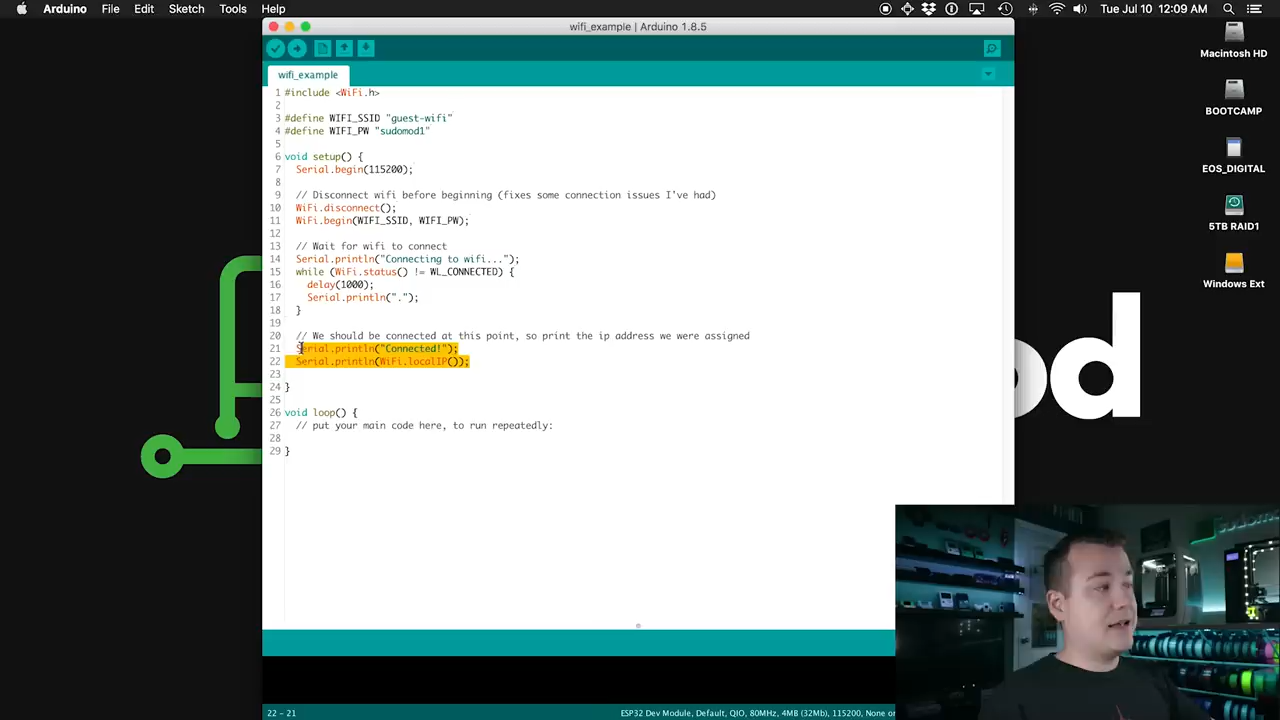 Arduino File Edit Sketch Tools Help
Tue Jul 10 12:09 AM
wifi_example | Arduino 1.8.5
wifi_example
1 #include <WiFi.h>
2
3 #define WIFI_SSID "guest-wifi"
4 #define WIFI_PW "sudomod1"
5
6 void setup() {
7 Serial.begin(115200);
8
9 // Disconnect wifi before beginning (fixes some connection issues I've had)
10 WiFi.disconnect();
11 WiFi.begin(WIFI_SSID, WIFI_PW);
12
13 // Wait for wifi to connect
14 Serial.println("Connecting to wifi...");
15 while (WiFi.status() != WL_CONNECTED) {
16 delay(1000);
17 Serial.println(".");
18 }
19
20 // We should be connected at this point, so print the ip address we were assigned
21 Serial.println("Connected!");
22 Serial.println(WiFi.localIP());
23
24 }
25
26 void loop() {
27 // put your main code here, to run repeatedly:
28
29 }
22 - 21
ESP32 Dev Module, Default, QIO, 80MHz, 4MB (32Mb), 115200, None
Macintosh HD
BOOTCAMP
EOS_DIGITAL
5TB RAID1
Windows Ext
od